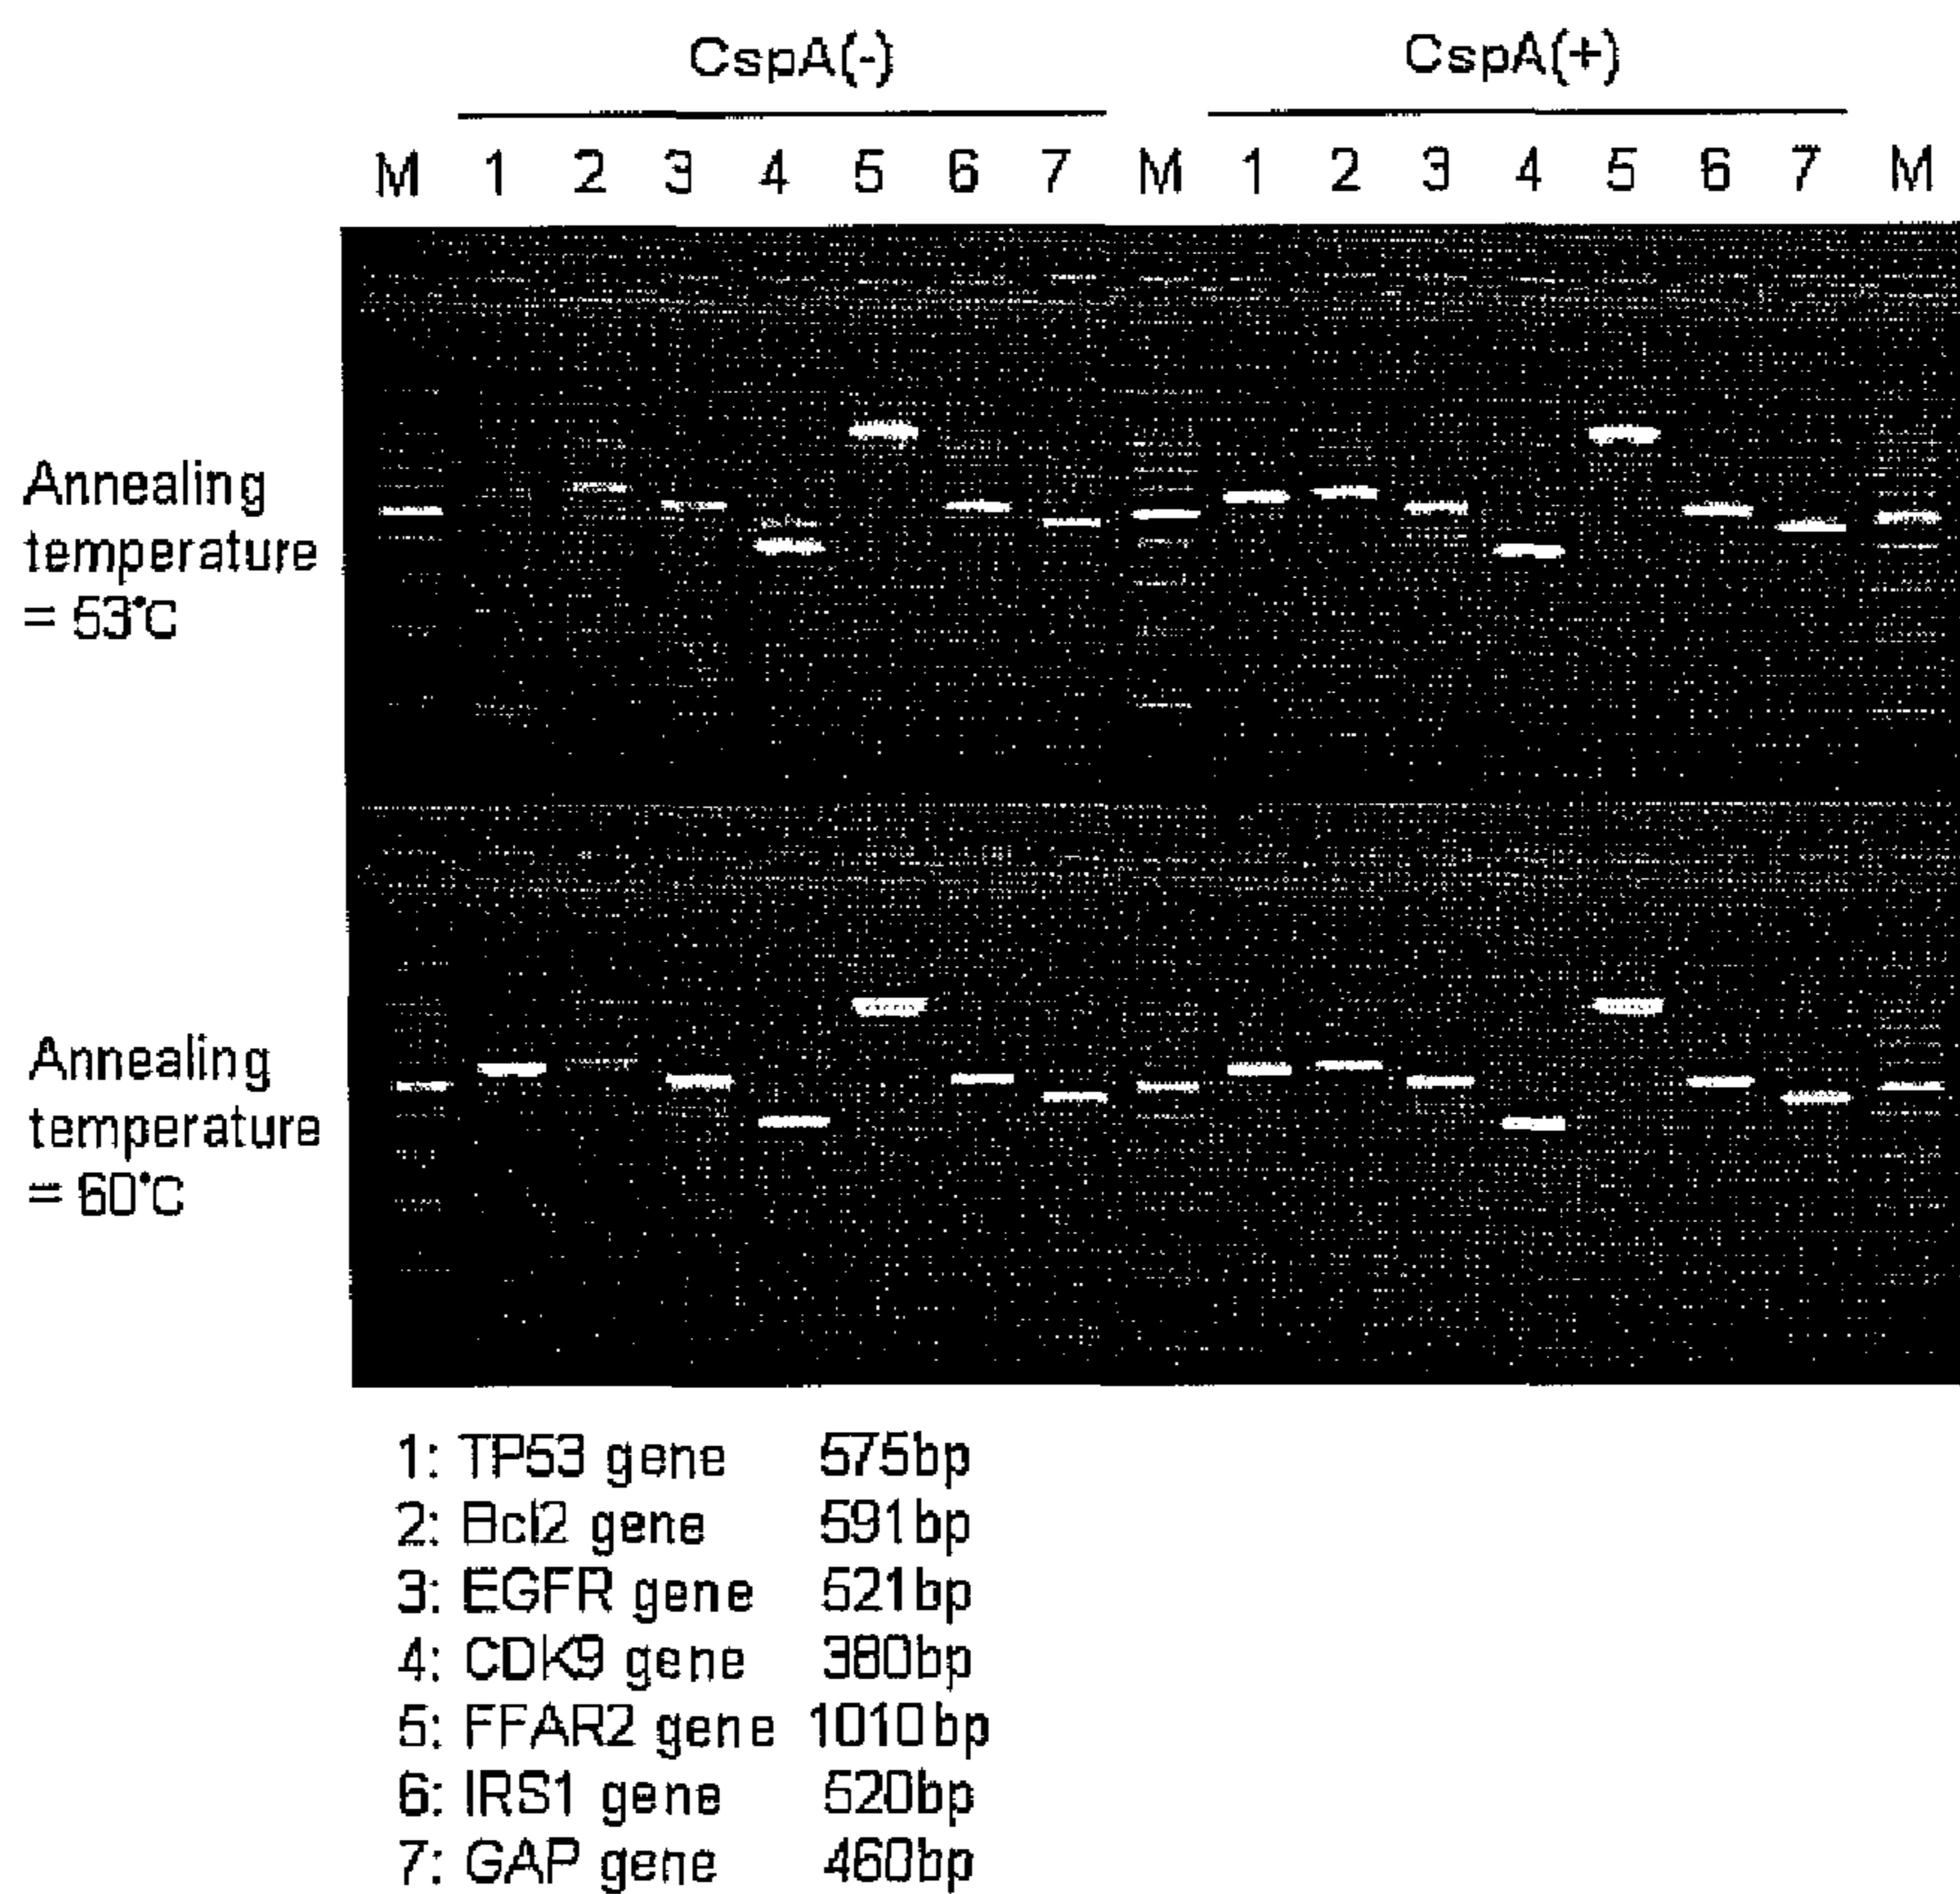 CspA(-) CspA(+)
M 1 2 3 4 5 6 7 M 1 2 3 4 5 6 7 M
Annealing
temperature
= 53°C
Annealing
temperature
= 60°C
1: TP53 gene 575bp
2: Bcl2 gene 591bp
3: EGFR gene 521bp
4: CDK9 gene 380bp
5: FFAR2 gene 1010bp
6: IRS1 gene 520bp
7: GAP gene 460bp